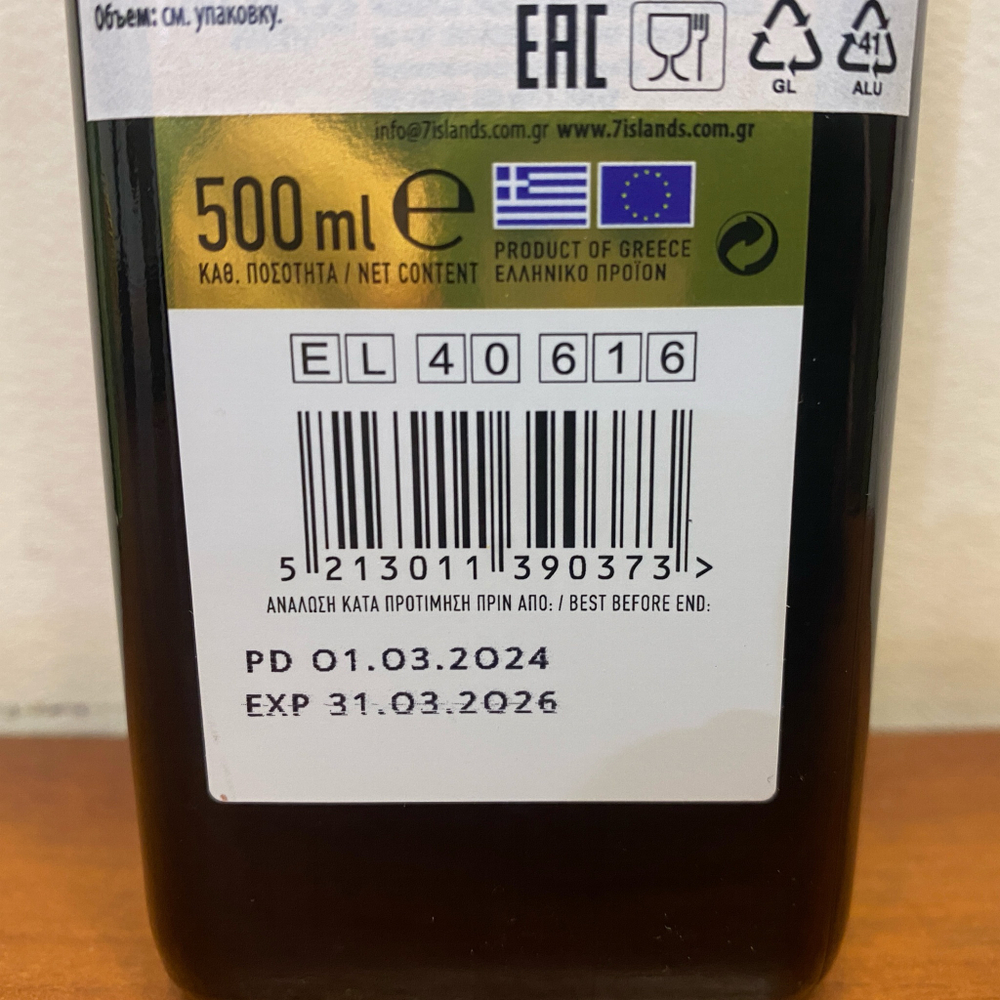 Объем: см. упаковку.
EAC
GL
41
ALU
info@7islands.com.gr www.7islands.com.gr
500 ml e
ΚΑΘ. ΠΟΣΟΤΗΤΑ / NET CONTENT
PRODUCT OF GREECE
ΕΛΛΗΝΙΚΟ ΠΡΟΪΟΝ
EL 40 616
5 213011 390373 >
ΑΝΑΛΩΣΗ ΚΑΤΑ ΠΡΟΤΙΜΗΣΗ ΠΡΙΝ ΑΠΟ: / BEST BEFORE END:
PD 01.03.2024
EXP 31.03.2026